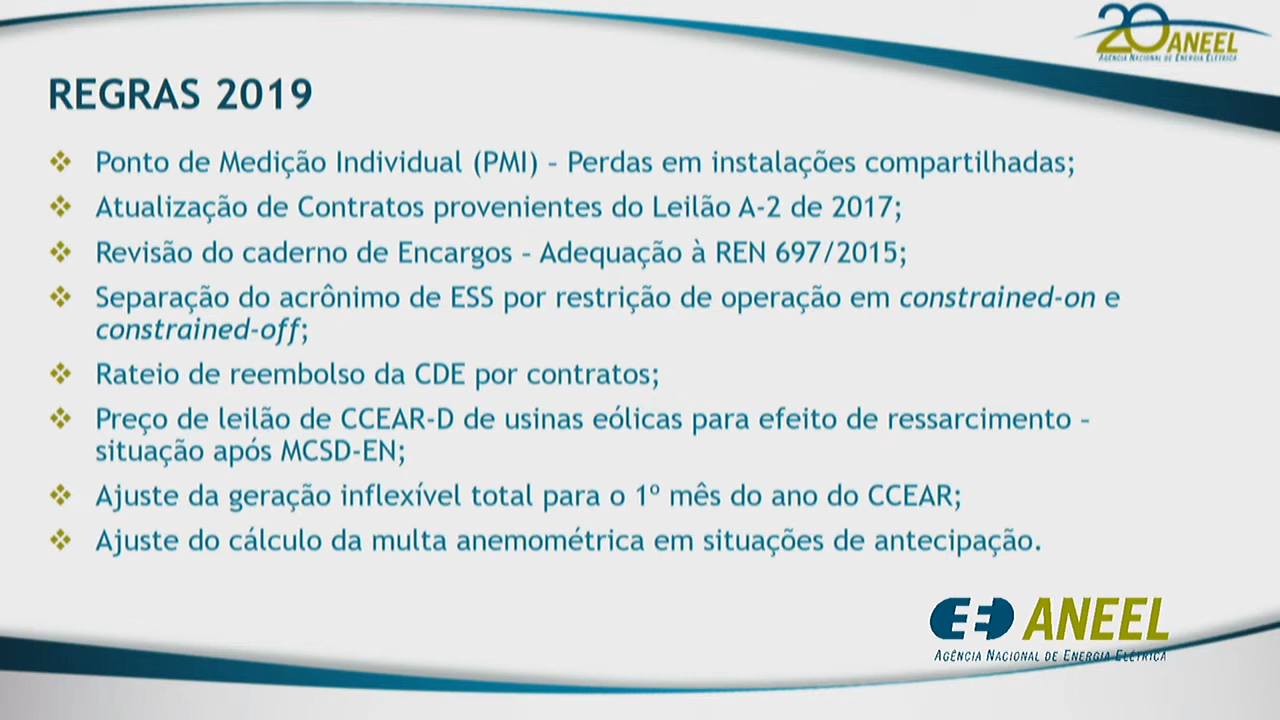 20 ANEEL
AGÊNCIA NACIONAL DE ENERGIA ELÉTRICA
REGRAS 2019
Ponto de Medição Individual (PMI) – Perdas em instalações compartilhadas;
Atualização de Contratos provenientes do Leilão A-2 de 2017;
Revisão do caderno de Encargos – Adequação à REN 697/2015;
Separação do acrônimo de ESS por restrição de operação em constrained-on e
constrained-off;
Rateio de reembolso da CDE por contratos;
Preço de leilão de CCEAR-D de usinas eólicas para efeito de ressarcimento –
situação após MCSD-EN;
Ajuste da geração inflexível total para o 1º mês do ano do CCEAR;
Ajuste do cálculo da multa anemométrica em situações de antecipação.
ANEEL
AGÊNCIA NACIONAL DE ENERGIA ELÉTRICA